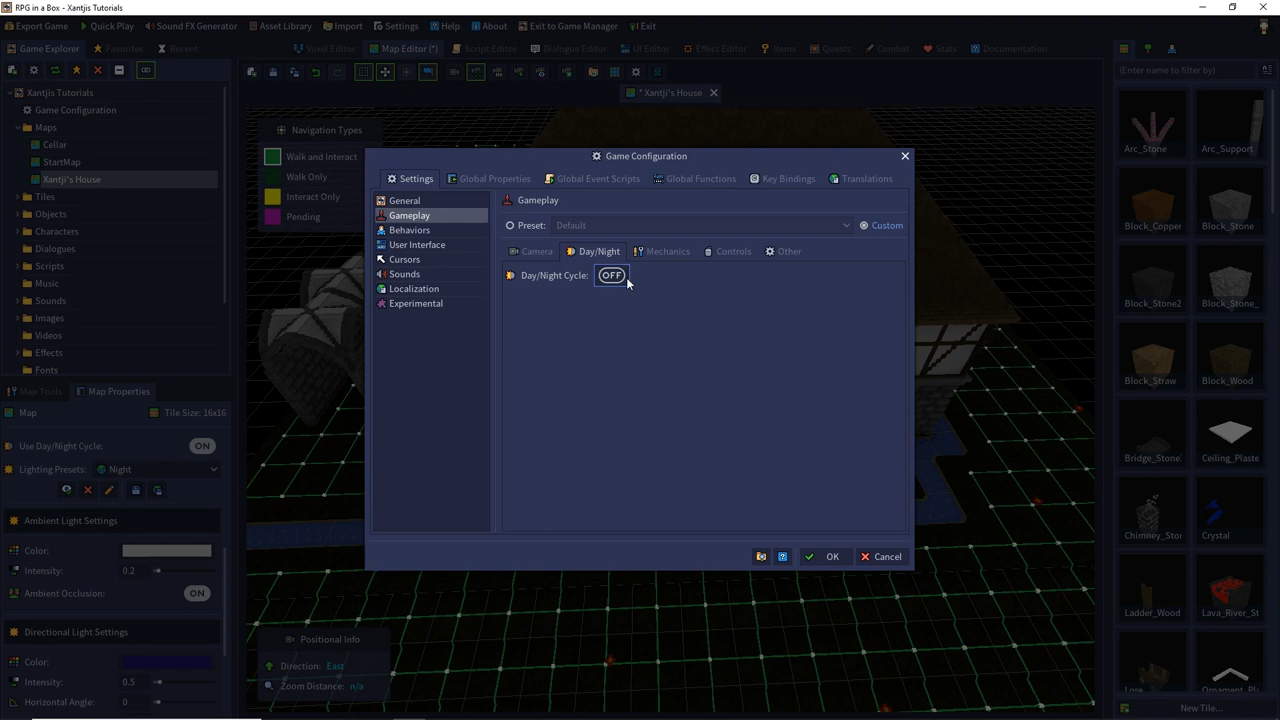 RPG in a Box - Xantjis Tutorials
Export Game
Quick Play
Sound FX Generator
Asset Library
Import
Settings
Help
About
Exit to Game Manager
Exit
Game Explorer
Favorites
Recent
Voxel Editor
Map Editor (*)
Script Editor
Dialogue Editor
UI Editor
Effect Editor
Items
Quests
Combat
Stats
Documentation
* Xantji's House
(Enter name to filter by)
Xantjis Tutorials
Game Configuration
Maps
Cellar
StartMap
Xantji's House
Tiles
Objects
Characters
Dialogues
Scripts
Music
Sounds
Images
Videos
Effects
Fonts
Navigation Types
Walk and Interact
Walk Only
Interact Only
Pending
Game Configuration
Settings
Global Properties
Global Event Scripts
Global Functions
Key Bindings
Translations
General
Gameplay
Behaviors
User Interface
Cursors
Sounds
Localization
Experimental
Gameplay
Preset:
Default
Custom
Camera
Day/Night
Mechanics
Controls
Other
Day/Night Cycle:
OFF
OK
Cancel
Map Tools
Map Properties
Map
Tile Size: 16x16
Use Day/Night Cycle:
ON
Lighting Presets:
Night
Ambient Light Settings
Color:
Intensity:
0.2
Ambient Occlusion:
ON
Directional Light Settings
Color:
Intensity:
0.5
Horizontal Angle:
0
Positional Info
Direction: East
Zoom Distance: n/a
Arc_Stone
Arc_Support
Block_Copper
Block_Stone
Block_Stone2
Block_Stone_
Block_Straw
Block_Wood
Bridge_Stone
Ceiling_Plaste
Chimney_Stor
Crystal
Ladder_Wood
Lava_River_St
Lore
Ornament_Pl
New Tile...